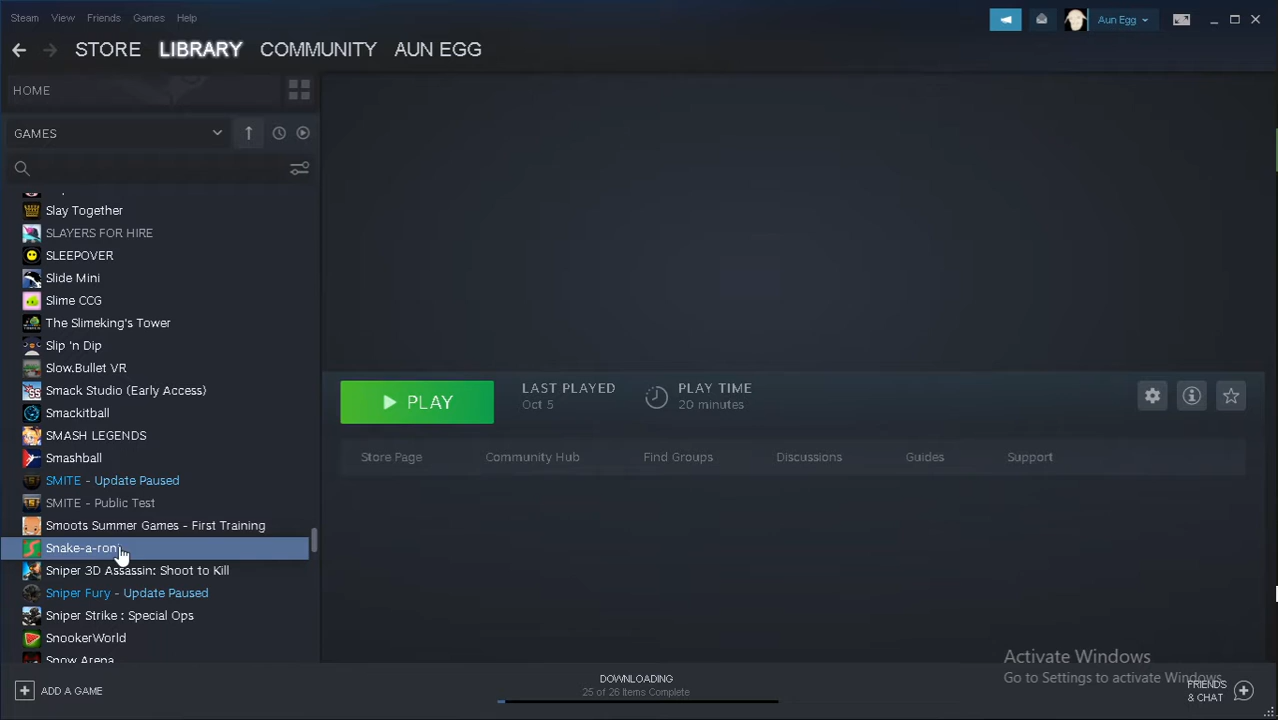 Steam View Friends Games Help
Aun Egg
STORE LIBRARY COMMUNITY AUN EGG
HOME
GAMES
Slay Together
SLAYERS FOR HIRE
SLEEPOVER
Slide Mini
Slime CCG
The Slimeking's Tower
Slip 'n Dip
Slow.Bullet VR
Smack Studio (Early Access)
Smackitball
SMASH LEGENDS
Smashball
SMITE - Update Paused
SMITE - Public Test
Smoots Summer Games - First Training
Sniper 3D Assassin: Shoot to Kill
Sniper Fury - Update Paused
Sniper Strike : Special Ops
SnookerWorld
Snow Arena
ADD A GAME
PLAY
LAST PLAYED
Oct 5
PLAY TIME
20 minutes
Store Page Community Hub Find Groups Discussions Guides Support
Activate Windows
Go to Settings to activate Windows.
DOWNLOADING
25 of 26 Items Complete
FRIENDS
& CHAT